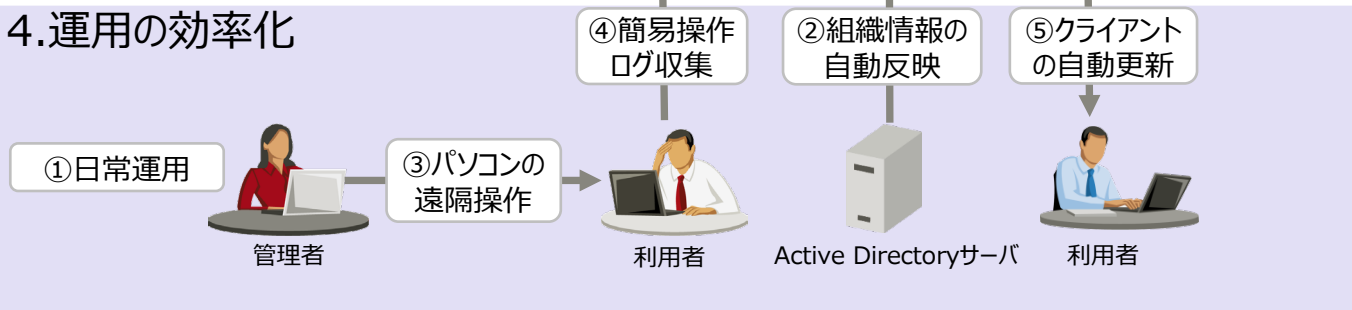 4.運用の効率化
④簡易操作
ログ収集
②組織情報の
自動反映
⑤クライアント
の自動更新
①日常運用
③パソコンの
遠隔操作
管理者
利用者
Active Directoryサーバ
利用者